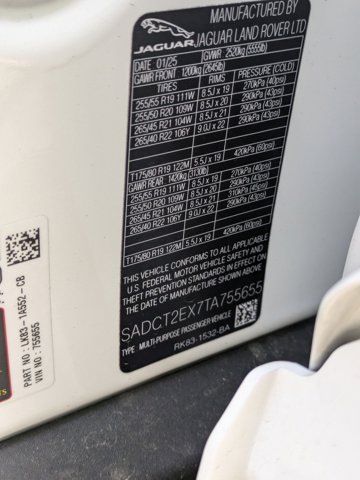 JAGUAR
MANUFACTURED BY
JAGUAR LAND ROVER LTD
DATE 01/25 GVWR 2520kg (5555lb)
GAWR FRONT 1200kg (2645lb)
TIRES RIMS PRESSURE (COLD)
255/55 R19 111W 8.5J x 19 270kPa (40psi)
255/50 R20 109W 8.5J x 20 290kPa (43psi)
265/45 R21 104W 8.5J x 21 290kPa (43psi)
265/40 R22 106Y 9.0J x 22 290kPa (43psi)
T175/80 R19 122M 5.5J x 19 420kPa (60psi)
GAWR REAR 1420kg (3130lb)
255/55 R19 111W 8.5J x 19 270kPa (40psi)
255/50 R20 109W 8.5J x 20 290kPa (43psi)
265/45 R21 104W 8.5J x 21 310kPa (45psi)
265/40 R22 106Y 9.0J x 22 290kPa (43psi)
T175/80 R19 122M 5.5J x 19 420kPa (60psi)
THIS VEHICLE CONFORMS TO ALL APPLICABLE
U.S. FEDERAL MOTOR VEHICLE SAFETY AND
THEFT PREVENTION STANDARDS IN EFFECT ON
THE DATE OF MANUFACTURE SHOWN ABOVE
SADCT2EX7TA755655
TYPE : MULTI-PURPOSE PASSENGER VEHICLE
RK83-1532-BA
PART NO : LK83-1A552-CB
VIN NO : 755655